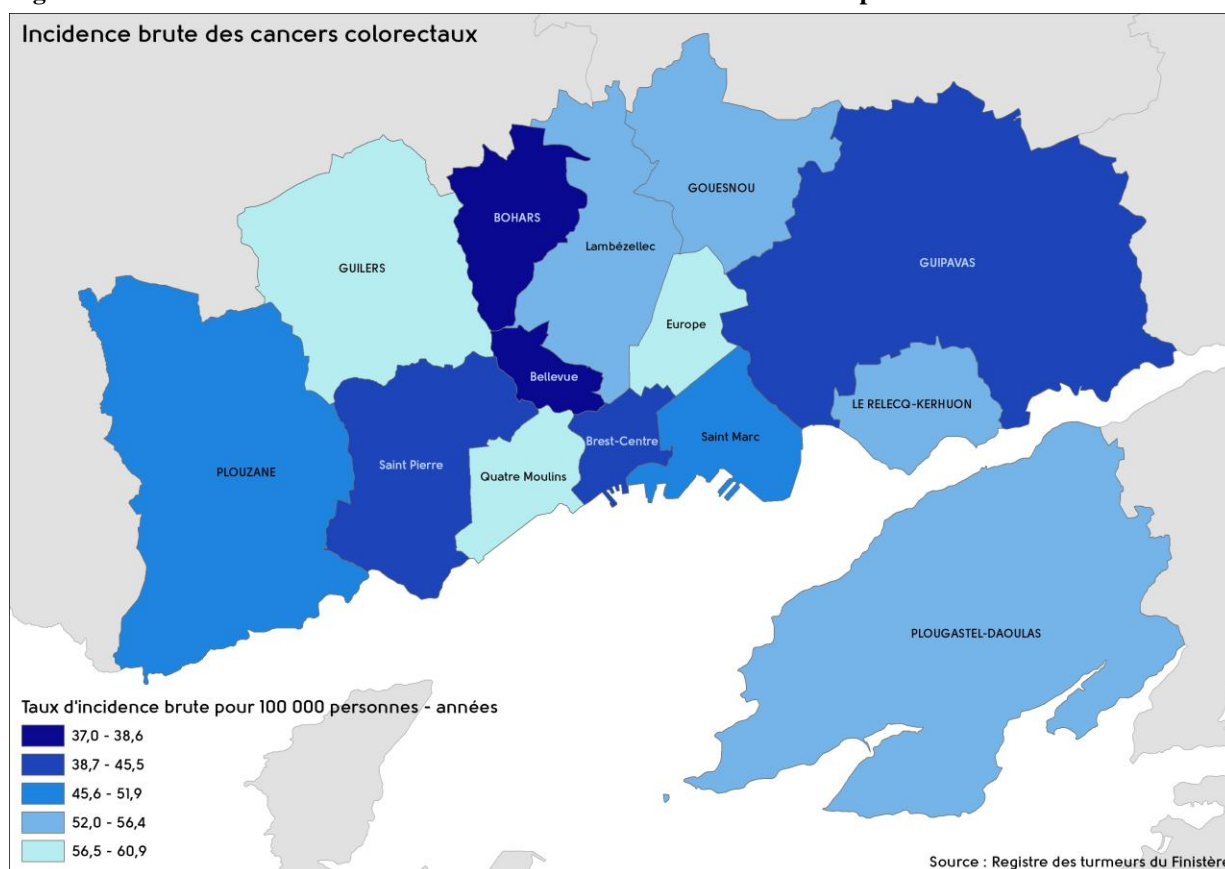 Incidence brute des cancers colorectaux
GOUESNOU
BOHARS
Lambézellec
GUILERS
GUIPAVAS
Europe
Bellevue
LE RELECQ-KERHUON
Brest-Centre
Saint Marc
Saint Pierre
PLOUZANE
Quatre Moulins
PLOUGASTEL-DAOULAS
Taux d'incidence brute pour 100 000 personnes - années
37,0 - 38,6
38,7 - 45,5
45,6 - 51,9
52,0 - 56,4
56,5 - 60,9
Source : Registre des turmeurs du Finistère